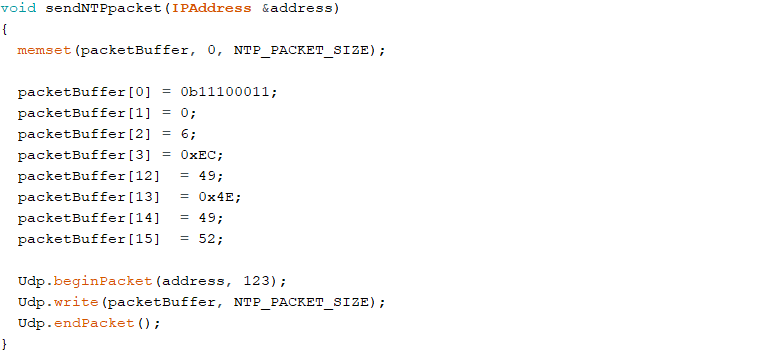 void sendNTPpacket(IPAddress &address)
{
  memset(packetBuffer, 0, NTP_PACKET_SIZE);

  packetBuffer[0] = 0b11100011;
  packetBuffer[1] = 0;
  packetBuffer[2] = 6;
  packetBuffer[3] = 0xEC;
  packetBuffer[12]  = 49;
  packetBuffer[13]  = 0x4E;
  packetBuffer[14]  = 49;
  packetBuffer[15]  = 52;

  Udp.beginPacket(address, 123);
  Udp.write(packetBuffer, NTP_PACKET_SIZE);
  Udp.endPacket();
}